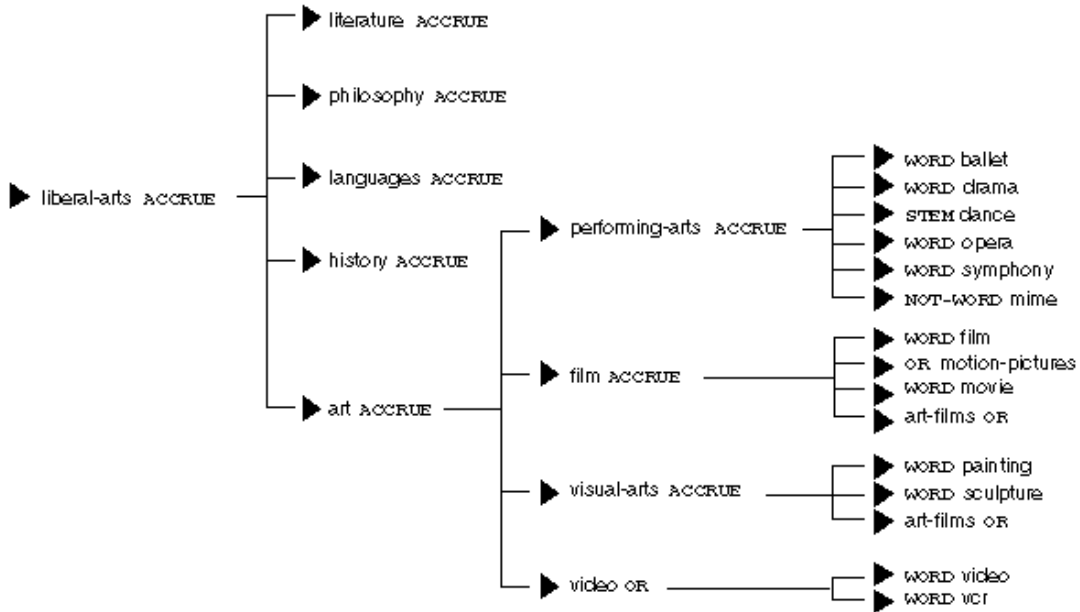 literature ACCRUE
philosophy ACCRUE
languages ACCRUE
liberal-arts ACCRUE
history ACCRUE
art ACCRUE
performing-arts ACCRUE
WORD ballet
WORD drama
STEM dance
WORD opera
WORD symphony
NOT-WORD mime
film ACCRUE
WORD film
OR motion-pictures
WORD movie
art-films OR
visual-arts ACCRUE
WORD painting
WORD sculpture
art-films OR
video OR
WORD video
WORD vcr